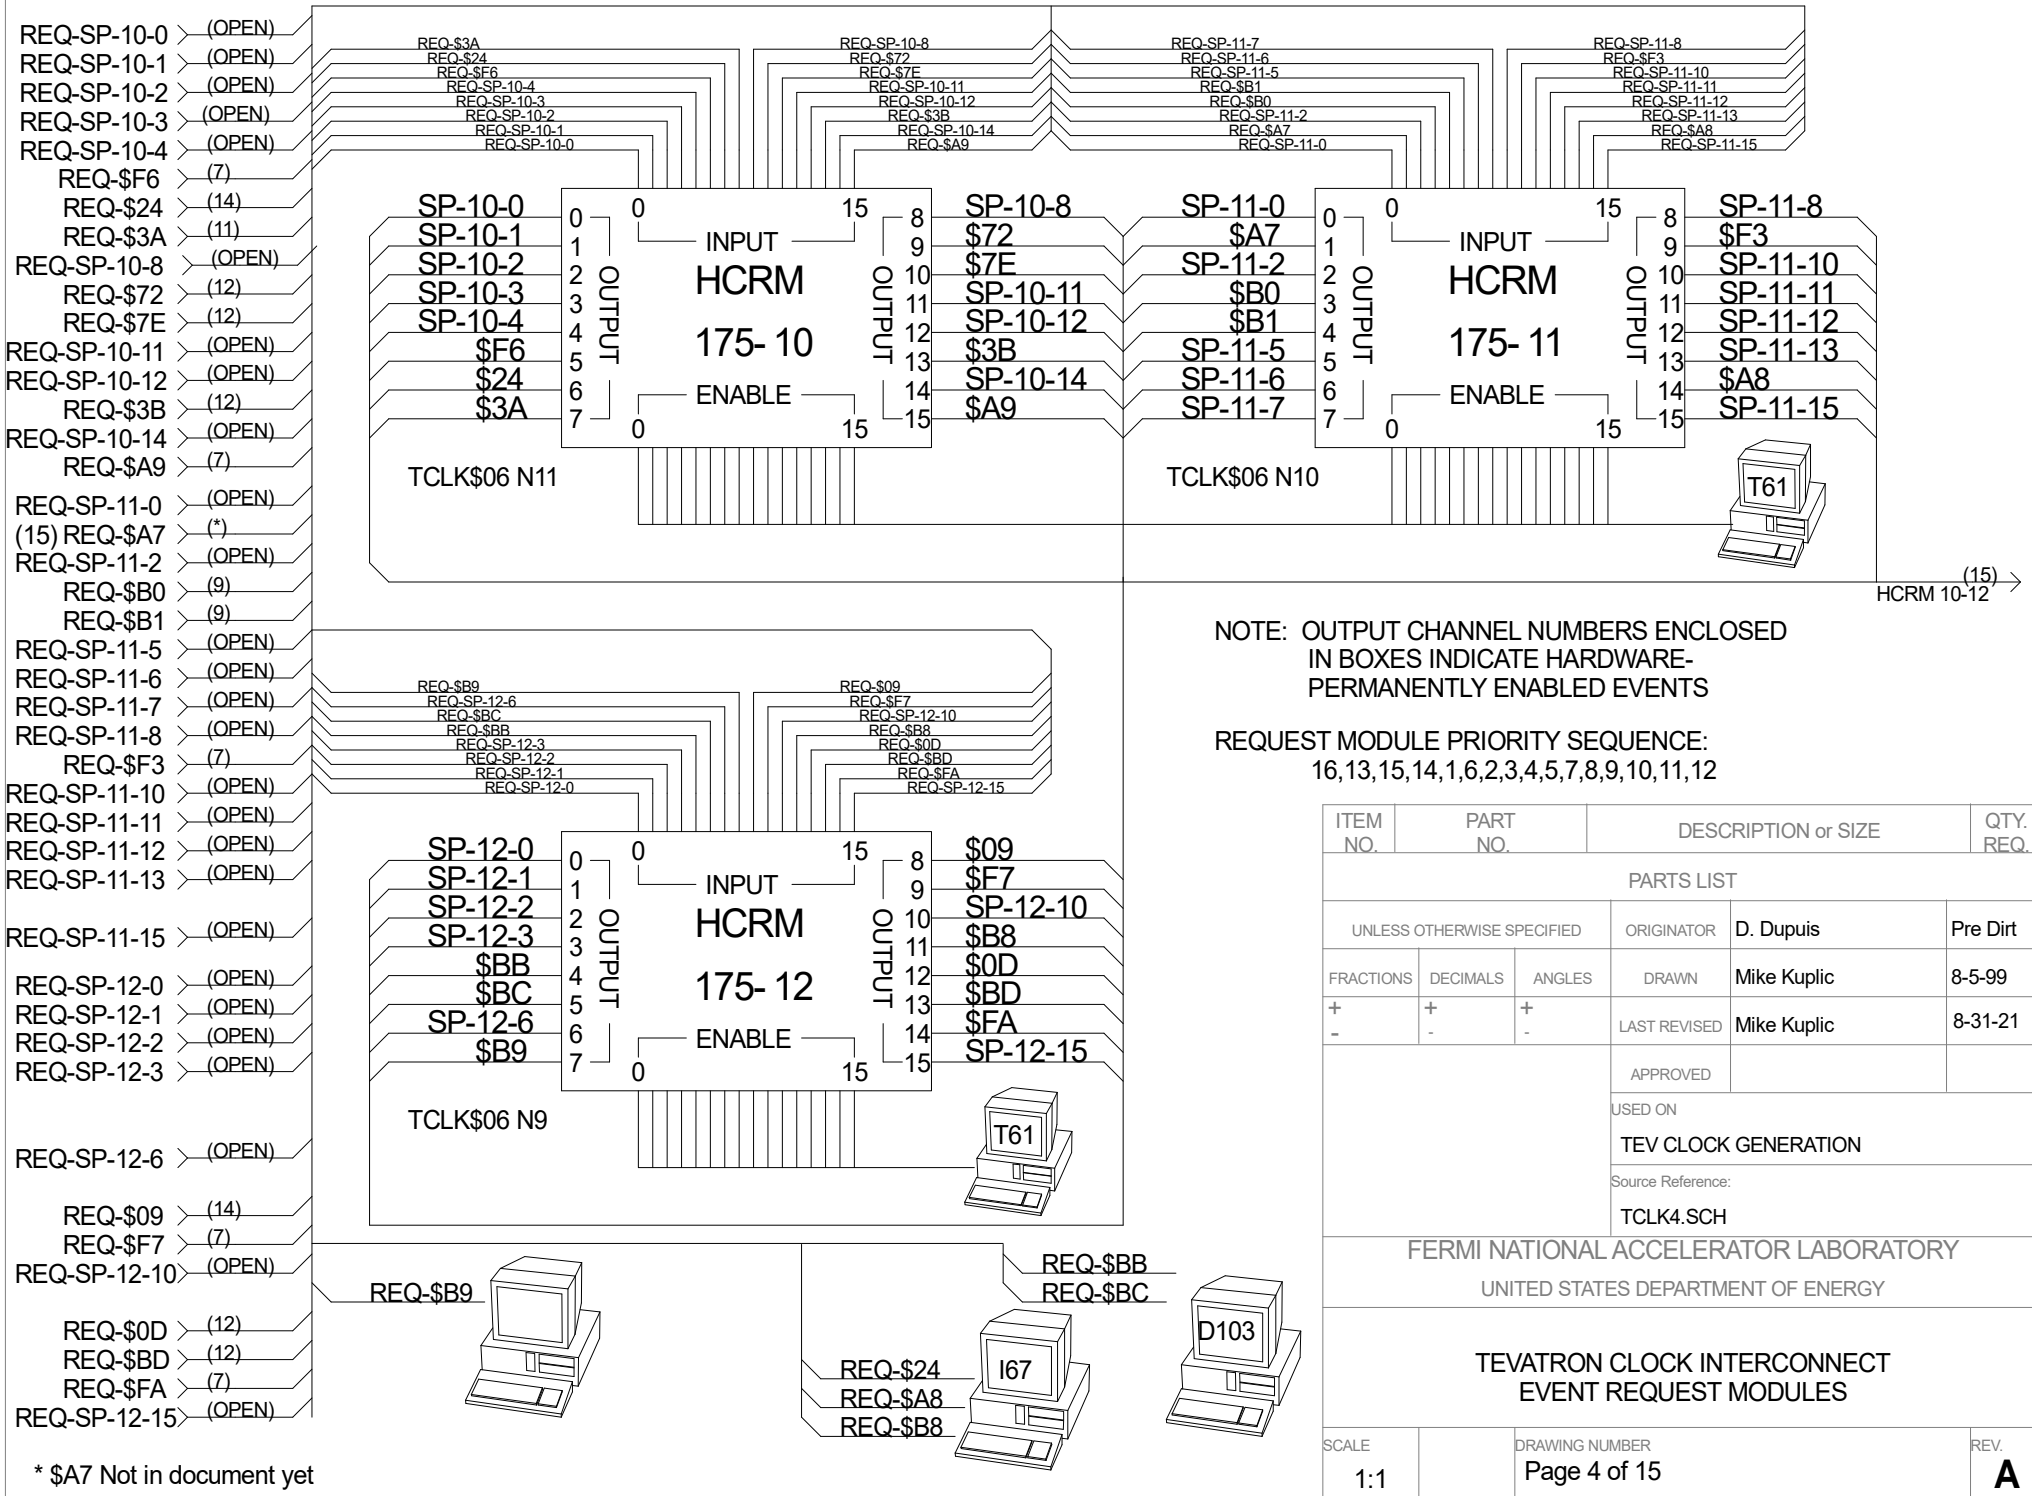 REQ-SP-10-0 (OPEN)
REQ-SP-10-1 (OPEN)
REQ-SP-10-2 (OPEN)
REQ-SP-10-3 (OPEN)
REQ-SP-10-4 (OPEN)
REQ-$F6 (7)
REQ-$24 (14)
REQ-$3A (11)
REQ-SP-10-8 (OPEN)
REQ-$72 (12)
REQ-$7E (12)
REQ-SP-10-11 (OPEN)
REQ-SP-10-12 (OPEN)
REQ-$3B (12)
REQ-SP-10-14 (OPEN)
REQ-$A9 (7)
REQ-SP-11-0 (OPEN)
(15) REQ-$A7 (*)
REQ-SP-11-2 (OPEN)
REQ-$B0 (9)
REQ-$B1 (9)
REQ-SP-11-5 (OPEN)
REQ-SP-11-6 (OPEN)
REQ-SP-11-7 (OPEN)
REQ-SP-11-8 (OPEN)
REQ-$F3 (7)
REQ-SP-11-10 (OPEN)
REQ-SP-11-11 (OPEN)
REQ-SP-11-12 (OPEN)
REQ-SP-11-13 (OPEN)
REQ-SP-11-15 (OPEN)
REQ-SP-12-0 (OPEN)
REQ-SP-12-1 (OPEN)
REQ-SP-12-2 (OPEN)
REQ-SP-12-3 (OPEN)
REQ-SP-12-6 (OPEN)
REQ-$09 (14)
REQ-$F7 (7)
REQ-SP-12-10 (OPEN)
REQ-$0D (12)
REQ-$BD (12)
REQ-$FA (7)
REQ-SP-12-15 (OPEN)
* $A7 Not in document yet
REQ-$3A
REQ-$24
REQ-$F6
REQ-SP-10-4
REQ-SP-10-3
REQ-SP-10-2
REQ-SP-10-1
REQ-SP-10-0
REQ-SP-10-8
REQ-$72
REQ-$7E
REQ-SP-10-11
REQ-SP-10-12
REQ-$3B
REQ-SP-10-14
REQ-$A9
SP-10-0 0
SP-10-1 1
SP-10-2 2
SP-10-3 3
SP-10-4 4
$F6 5
$24 6
$3A 7
OUTPUT
0 15
INPUT
HCRM
175- 10
ENABLE
0 15
OUTPUT
8 SP-10-8
9 $72
10 $7E
11 SP-10-11
12 SP-10-12
13 $3B
14 SP-10-14
15 $A9
TCLK$06 N11
REQ-SP-11-7
REQ-SP-11-6
REQ-SP-11-5
REQ-$B1
REQ-$B0
REQ-SP-11-2
REQ-$A7
REQ-SP-11-0
REQ-SP-11-8
REQ-$F3
REQ-SP-11-10
REQ-SP-11-11
REQ-SP-11-12
REQ-SP-11-13
REQ-$A8
REQ-SP-11-15
SP-11-0 0
$A7 1
SP-11-2 2
$B0 3
$B1 4
SP-11-5 5
SP-11-6 6
SP-11-7 7
OUTPUT
0 15
INPUT
HCRM
175- 11
ENABLE
0 15
OUTPUT
8 SP-11-8
9 $F3
10 SP-11-10
11 SP-11-11
12 SP-11-12
13 SP-11-13
14 $A8
15 SP-11-15
TCLK$06 N10
T61
(15)
HCRM 10-12
REQ-$B9
REQ-SP-12-6
REQ-$BC
REQ-$BB
REQ-SP-12-3
REQ-SP-12-2
REQ-SP-12-1
REQ-SP-12-0
REQ-$09
REQ-$F7
REQ-SP-12-10
REQ-$B8
REQ-$0D
REQ-$BD
REQ-$FA
REQ-SP-12-15
SP-12-0 0
SP-12-1 1
SP-12-2 2
SP-12-3 3
$BB 4
$BC 5
SP-12-6 6
$B9 7
OUTPUT
0 15
INPUT
HCRM
175- 12
ENABLE
0 15
OUTPUT
8 $09
9 $F7
10 SP-12-10
11 $B8
12 $0D
13 $BD
14 $FA
15 SP-12-15
TCLK$06 N9
T61
REQ-$B9
REQ-$BB
REQ-$BC
D103
REQ-$24
REQ-$A8
REQ-$B8
I67
NOTE: OUTPUT CHANNEL NUMBERS ENCLOSED
IN BOXES INDICATE HARDWARE-
PERMANENTLY ENABLED EVENTS
REQUEST MODULE PRIORITY SEQUENCE:
16,13,15,14,1,6,2,3,4,5,7,8,9,10,11,12
ITEM NO. PART NO. DESCRIPTION or SIZE QTY. REQ.
PARTS LIST
UNLESS OTHERWISE SPECIFIED ORIGINATOR D. Dupuis Pre Dirt
FRACTIONS DECIMALS ANGLES DRAWN Mike Kuplic 8-5-99
+ + +
- - -
LAST REVISED Mike Kuplic 8-31-21
APPROVED
USED ON
TEV CLOCK GENERATION
Source Reference:
TCLK4.SCH
FERMI NATIONAL ACCELERATOR LABORATORY
UNITED STATES DEPARTMENT OF ENERGY
TEVATRON CLOCK INTERCONNECT
EVENT REQUEST MODULES
SCALE
1:1
DRAWING NUMBER
Page 4 of 15
REV.
A